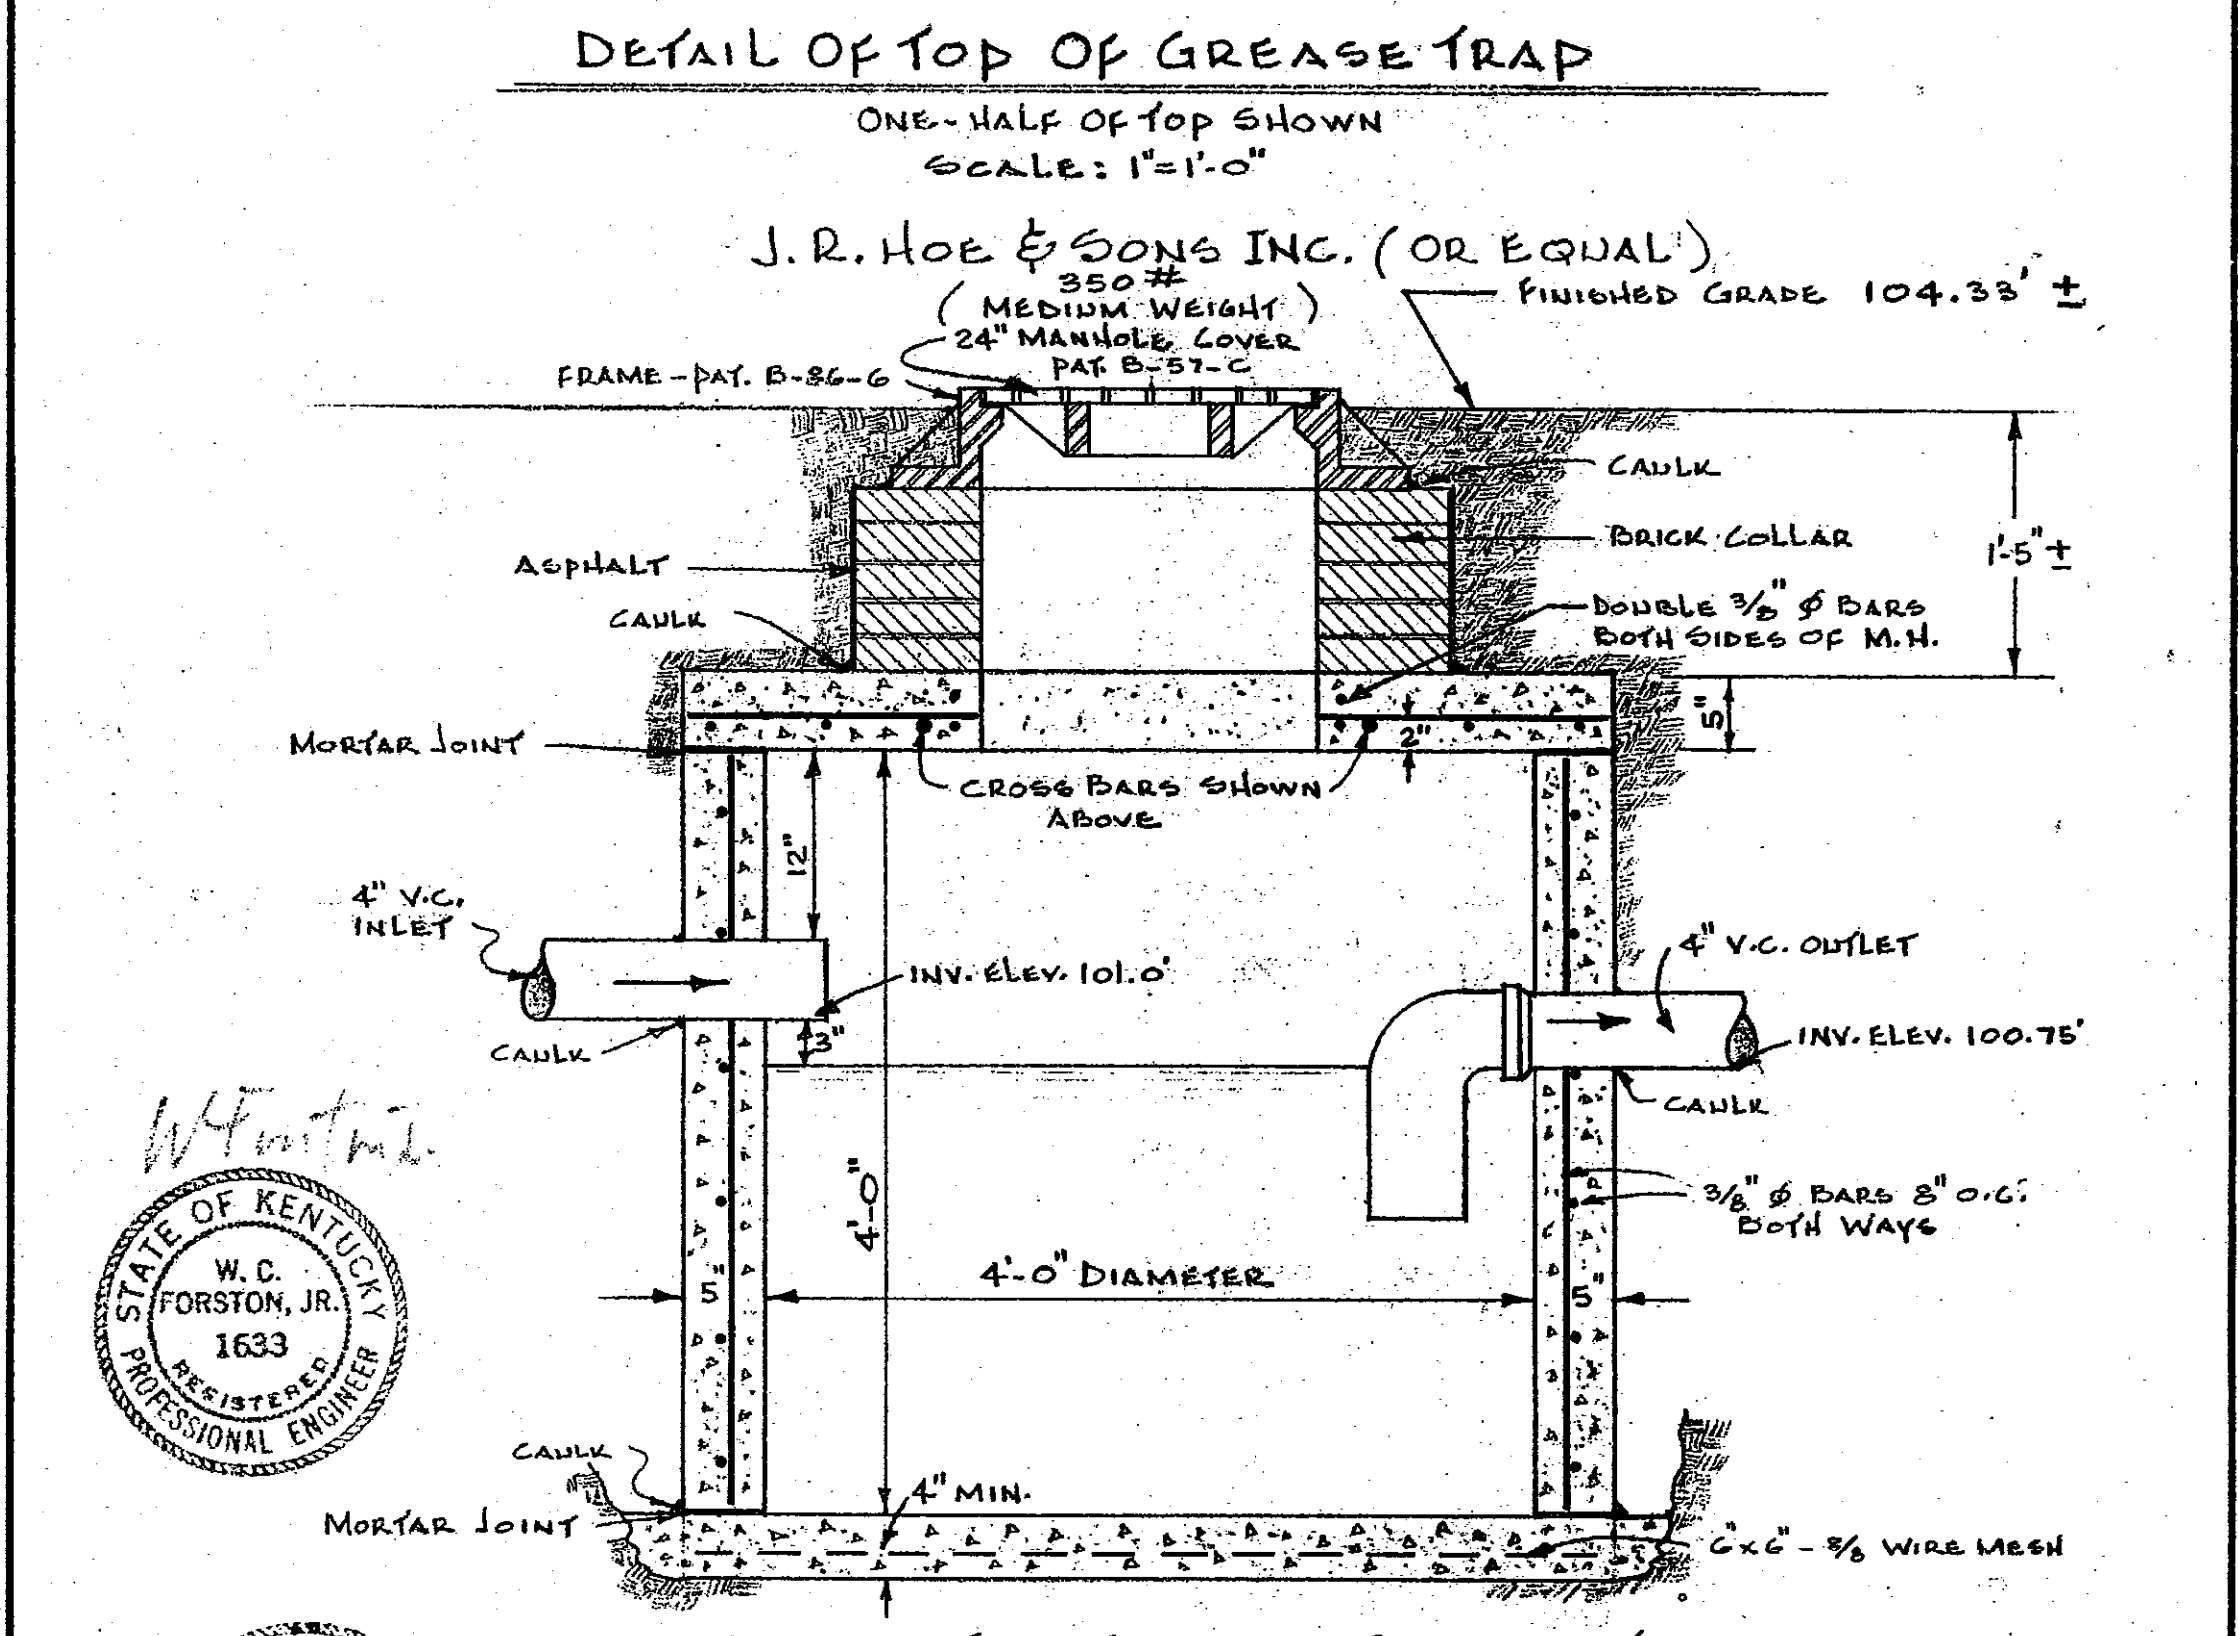 DETAIL OF TOP OF GREASE TRAP
ONE-HALF OF TOP SHOWN
SCALE: 1"=1'-0"
J. R. HOE & SONS INC. (OR EQUAL)
350 #
( MEDIUM WEIGHT )
24" MANHOLE COVER
PAT. B-57-C
FINISHED GRADE 104.33' ±
FRAME - PAT. B-86-G
CAULK
BRICK COLLAR
1'-5" ±
ASPHALT
CAULK
DOUBLE 3/8" ⌀ BARS
BOTH SIDES OF M.H.
5"
MORTAR JOINT
2"
CROSS BARS SHOWN
ABOVE
12"
4" V.C.
INLET
4" V.C. OUTLET
INV. ELEV. 101.0'
INV. ELEV. 100.75'
3"
CAULK
CAULK
4'-0"
3/8" ⌀ BARS 8" O.C.
BOTH WAYS
4'-0" DIAMETER
5"
5"
STATE OF KENTUCKY
W. C.
FORSTON, JR.
1633
REGISTERED
PROFESSIONAL ENGINEER
CAULK
4" MIN.
MORTAR JOINT
6"x6" - 8/8 WIRE MESH